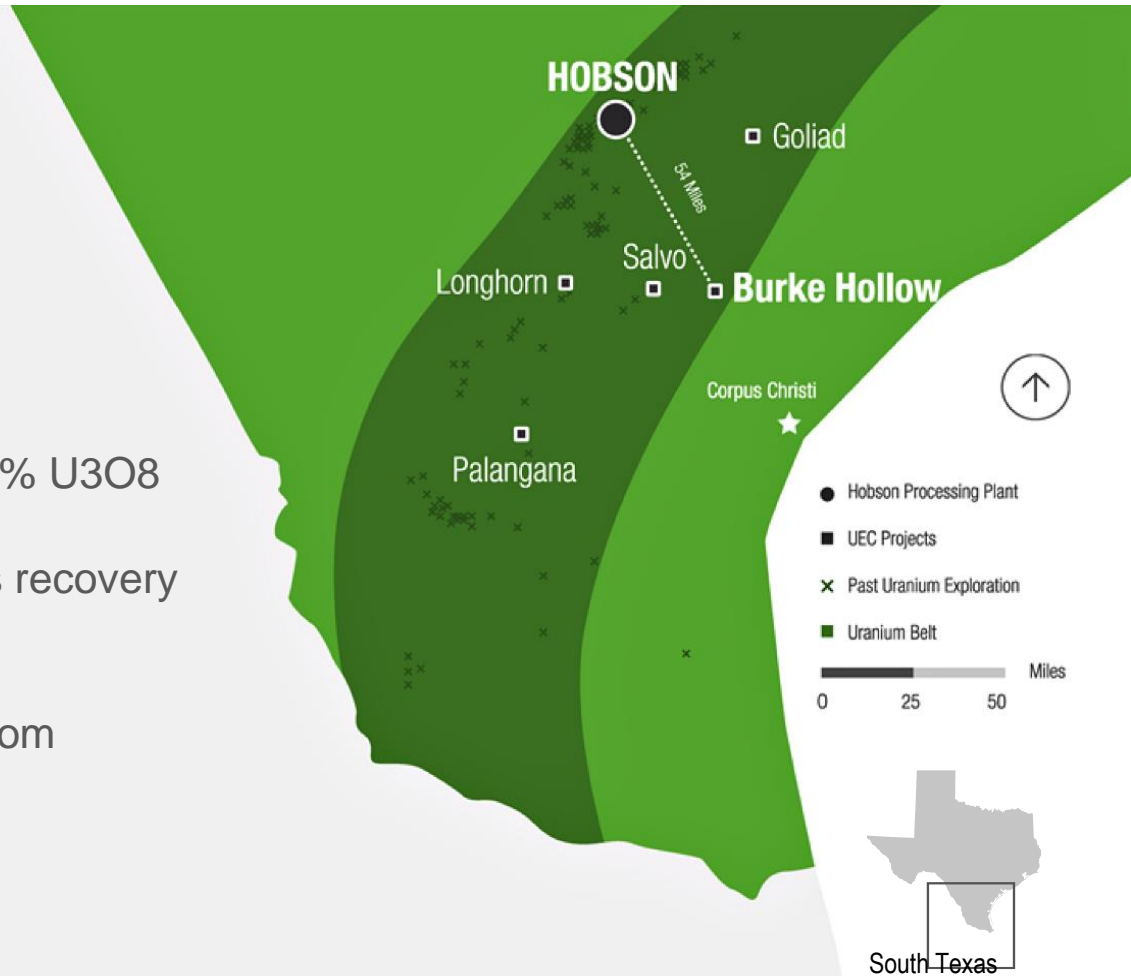 HOBSON
Goliad
54 Miles
Salvo
Longhorn
Burke Hollow
Corpus Christi
Palangana
% U3O8
recovery
om
Hobson Processing Plant
UEC Projects
Past Uranium Exploration
Uranium Belt
Miles
0 25 50
South Texas